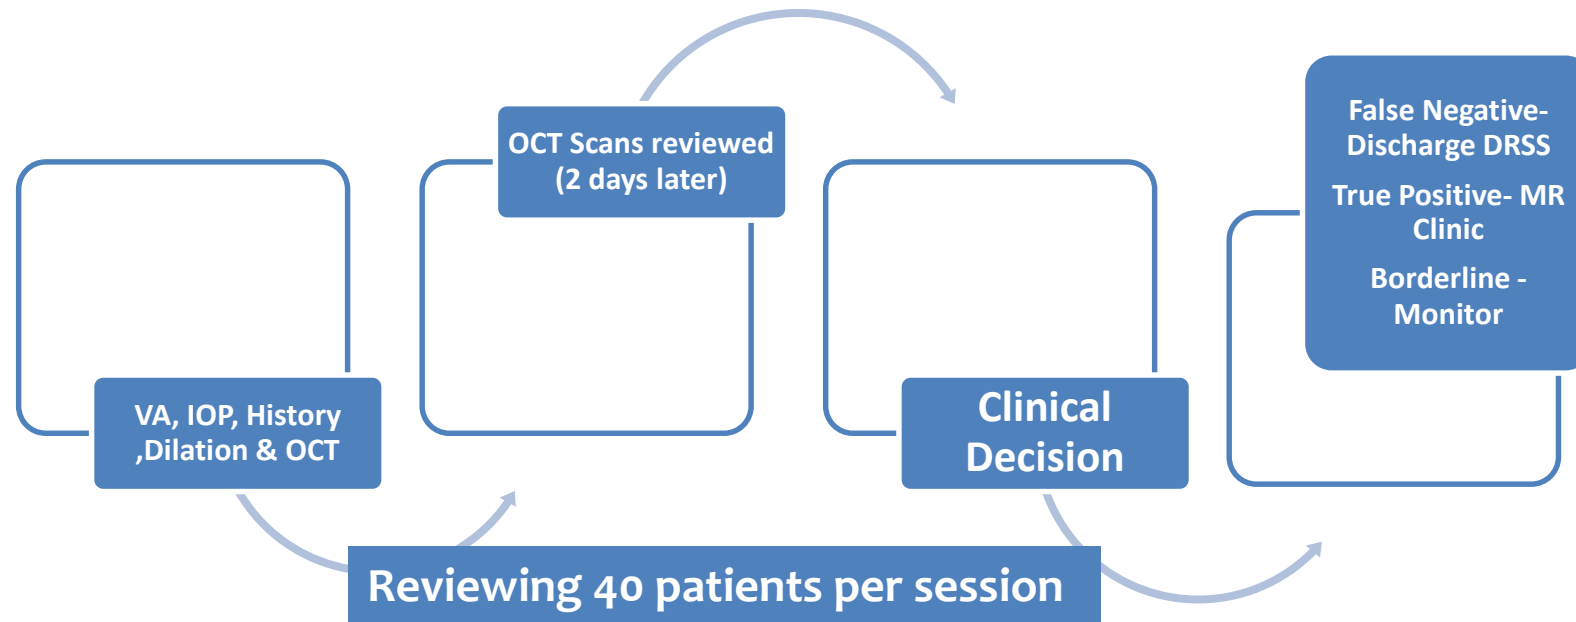 VA, IOP, History
,Dilation & OCT
OCT Scans reviewed
(2 days later)
Clinical
Decision
False Negative-
Discharge DRSS
True Positive- MR
Clinic
Borderline -
Monitor
Reviewing 40 patients per session